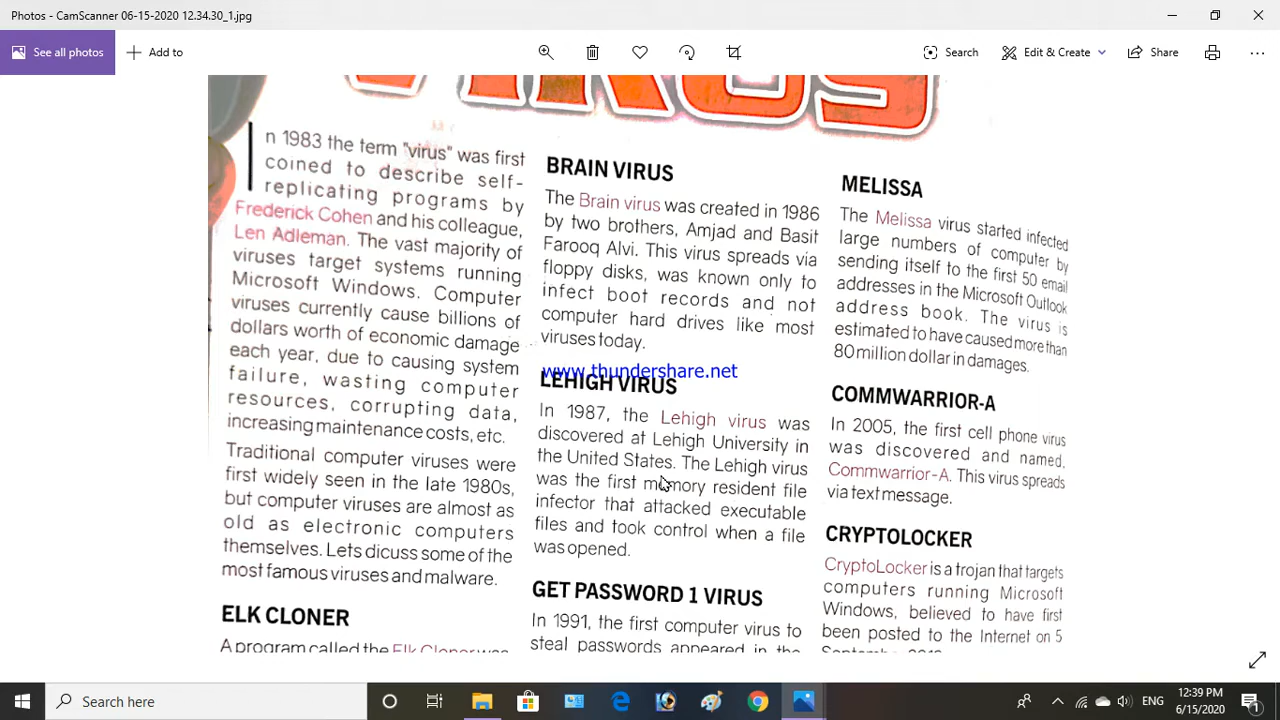 Photos - CamScanner 06-15-2020 12.34.30_1.jpg
See all photos
Add to
Search
Edit & Create
Share
VIRUS
n 1983 the term "virus" was first
coined to describe self-
replicating programs by
Frederick Cohen and his colleague,
Len Adleman. The vast majority of
viruses target systems running
Microsoft Windows. Computer
viruses currently cause billions of
dollars worth of economic damage
each year, due to causing system
failure, wasting computer
resources, corrupting data,
increasing maintenance costs, etc.
Traditional computer viruses were
first widely seen in the late 1980s,
but computer viruses are almost as
old as electronic computers
themselves. Lets dicuss some of the
most famous viruses and malware.
ELK CLONER
A program called the Elk Cloner was
BRAIN VIRUS
The Brain virus was created in 1986
by two brothers, Amjad and Basit
Farooq Alvi. This virus spreads via
floppy disks, was known only to
infect boot records and not
computer hard drives like most
viruses today.
www.thundershare.net
LEHIGH VIRUS
In 1987, the Lehigh virus was
discovered at Lehigh University in
the United States. The Lehigh virus
was the first memory resident file
infector that attacked executable
files and took control when a file
was opened.
GET PASSWORD 1 VIRUS
In 1991, the first computer virus to
steal passwords appeared in the
MELISSA
The Melissa virus started infected
large numbers of computer by
sending itself to the first 50 email
addresses in the Microsoft Outlook
address book. The virus is
estimated to have caused more than
80 million dollar in damages.
COMMWARRIOR-A
In 2005, the first cell phone virus
was discovered and named,
Commwarrior-A. This virus spreads
via text message.
CRYPTOLOCKER
CryptoLocker is a trojan that targets
computers running Microsoft
Windows, believed to have first
been posted to the Internet on 5
Search here
ENG
12:39 PM
6/15/2020